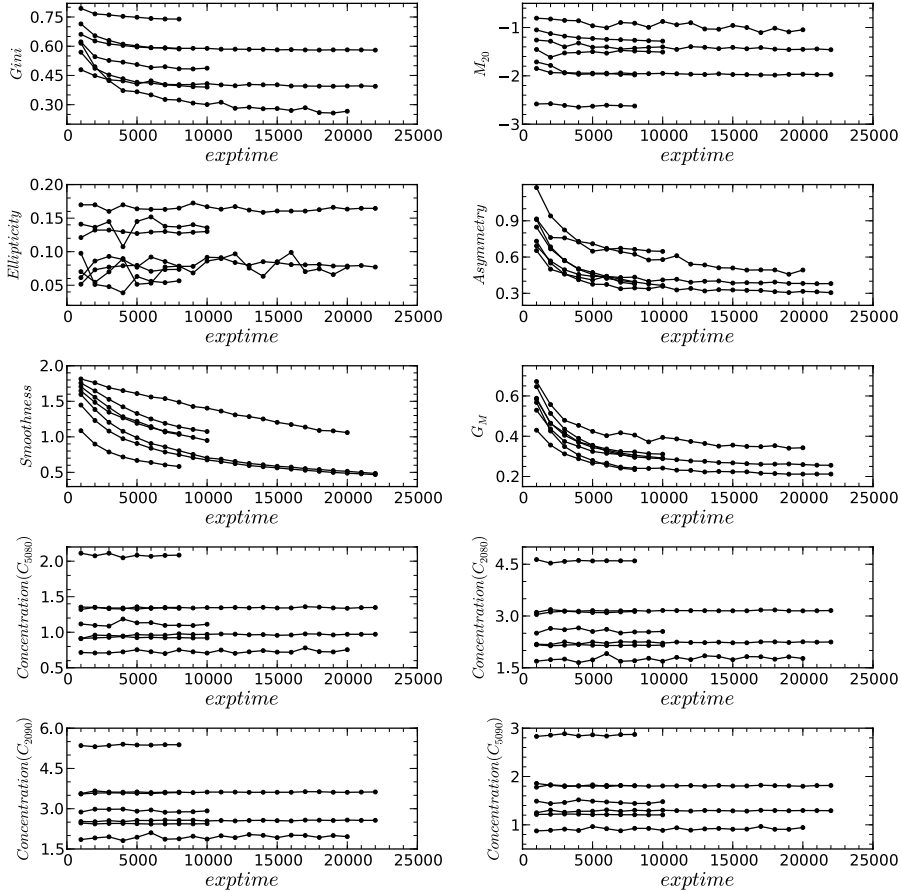 0.75
0.60
0.45
0.30
Gini
0 5000 10000 15000 20000 25000
exptime
−1
−2
−3
M20
0 5000 10000 15000 20000 25000
exptime
0.20
0.15
0.10
0.05
Ellipticity
0 5000 10000 15000 20000 25000
exptime
0.9
0.6
0.3
Asymmetry
0 5000 10000 15000 20000 25000
exptime
2.0
1.5
1.0
0.5
Smoothness
0 5000 10000 15000 20000 25000
exptime
0.6
0.4
0.2
GM
0 5000 10000 15000 20000 25000
exptime
2.0
1.5
1.0
0.5
Concentration(C5080)
0 5000 10000 15000 20000 25000
exptime
4.5
3.0
1.5
Concentration(C2080)
0 5000 10000 15000 20000 25000
exptime
6.0
4.5
3.0
1.5
Concentration(C2090)
0 5000 10000 15000 20000 25000
exptime
3
2
1
Concentration(C5090)
0 5000 10000 15000 20000 25000
exptime